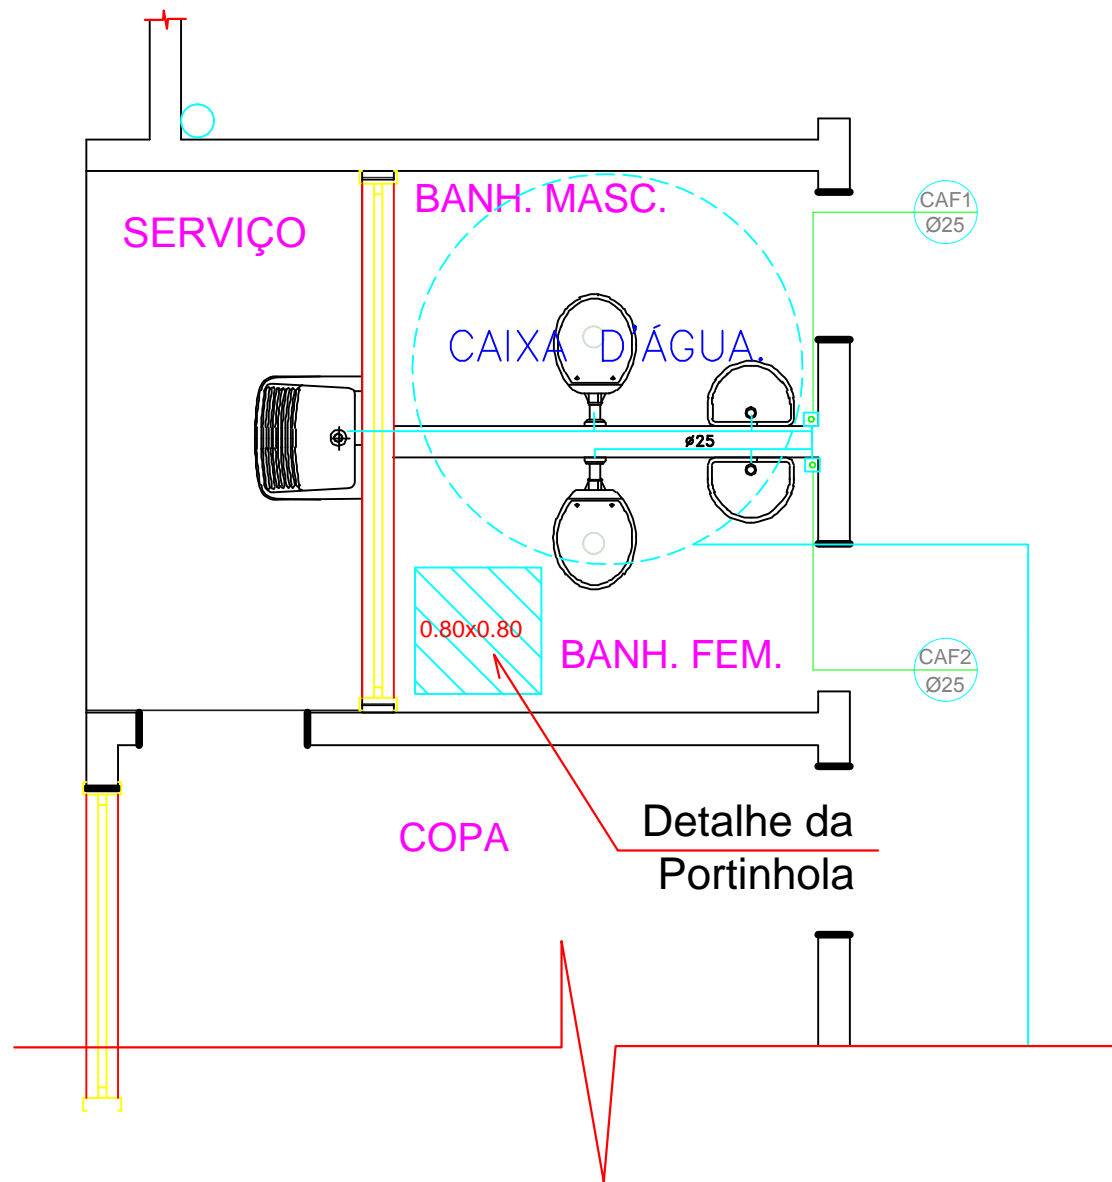 BANH. MASC.
SERVIÇO
CAF1
Ø25
CAIXA D'ÁGUA.
ø25
0.80x0.80
BANH. FEM.
CAF2
Ø25
COPA
Detalhe da
Portinhola